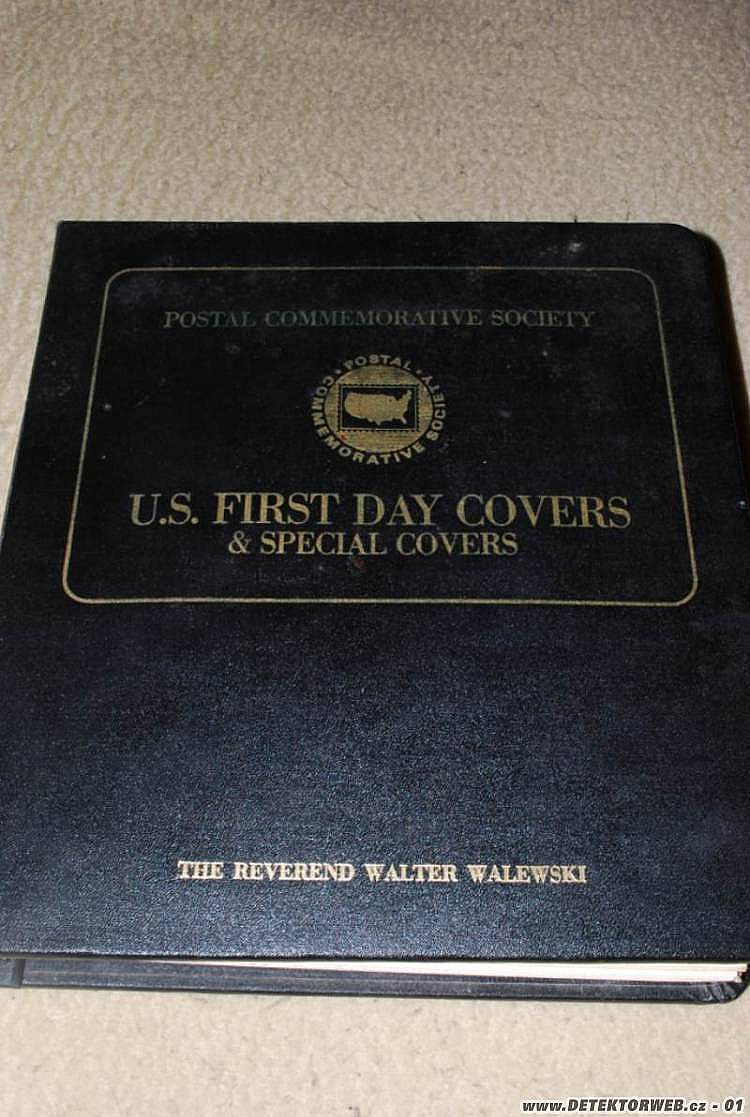 POSTAL COMMEMORATIVE SOCIETY
• POSTAL •
COMMEMORATIVE SOCIETY
U.S. FIRST DAY COVERS
& SPECIAL COVERS
THE REVEREND WALTER WALEWSKI
www.DETEKTORWEB.cz - 01